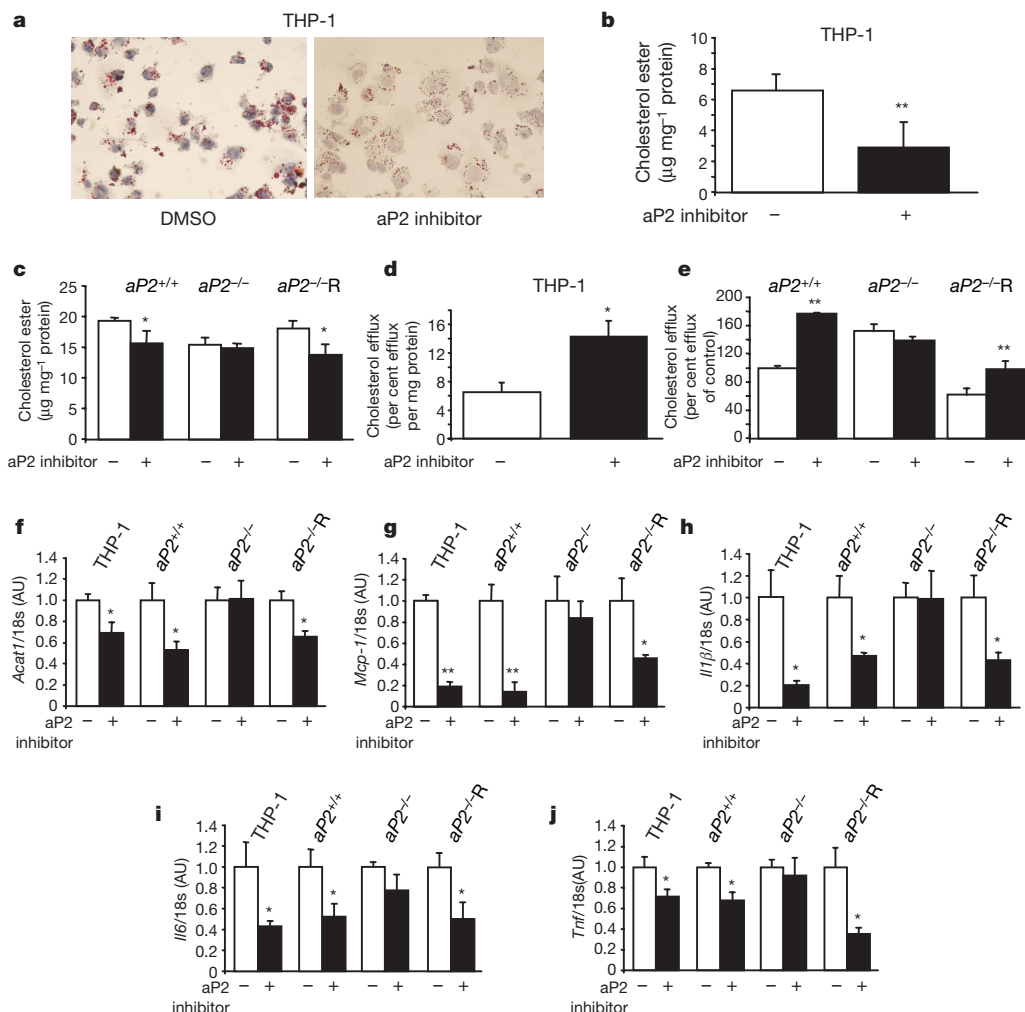 a
THP-1
DMSO
aP2 inhibitor
b
THP-1
Cholesterol ester
(µg mg⁻¹ protein)
10
8
6
4
2
0
**
aP2 inhibitor
–
+
c
aP2+/+
aP2–/–
aP2–/–R
Cholesterol ester
(µg mg⁻¹ protein)
25
20
15
10
5
0
*
*
aP2 inhibitor
– + – + – +
d
THP-1
Cholesterol efflux
(per cent efflux
per mg protein)
16
12
8
4
0
*
aP2 inhibitor
–
+
e
aP2+/+
aP2–/–
aP2–/–R
Cholesterol efflux
(per cent efflux
of control)
200
160
120
80
40
0
**
**
aP2 inhibitor
– + – + – +
f
THP-1
aP2+/+
aP2–/–
aP2–/–R
Acat1/18s (AU)
1.4
1.2
1.0
0.8
0.6
0.4
0.2
0
*
*
*
aP2
– + – + – + – +
inhibitor
g
THP-1
aP2+/+
aP2–/–
aP2–/–R
Mcp-1/18s (AU)
1.4
1.2
1.0
0.8
0.6
0.4
0.2
0
**
**
*
aP2
– + – + – + – +
inhibitor
h
THP-1
aP2+/+
aP2–/–
aP2–/–R
Il1β/18s (AU)
1.4
1.2
1.0
0.8
0.6
0.4
0.2
0
*
*
*
aP2
– + – + – + – +
inhibitor
i
THP-1
aP2+/+
aP2–/–
aP2–/–R
Il6/18s (AU)
1.4
1.2
1.0
0.8
0.6
0.4
0.2
0
*
*
*
aP2
– + – + – + – +
inhibitor
j
THP-1
aP2+/+
aP2–/–
aP2–/–R
Tnf/18s(AU)
1.4
1.2
1.0
0.8
0.6
0.4
0.2
0
*
*
*
aP2
– + – + – + – +
inhibitor